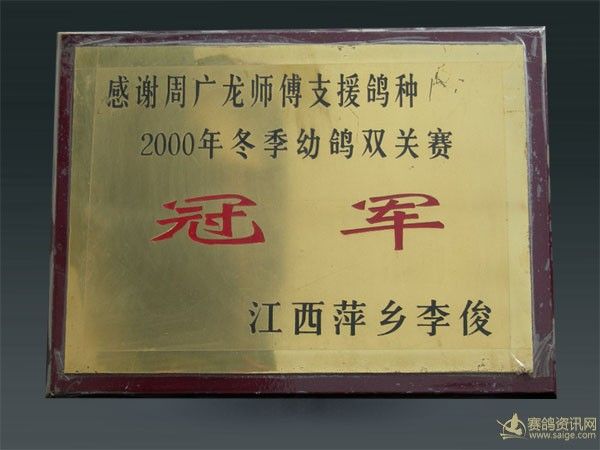 感谢周广龙师傅支援鸽种
2000年冬季幼鸽双关赛
冠军
江西萍乡李俊
赛鸽资讯网
www.saige.com